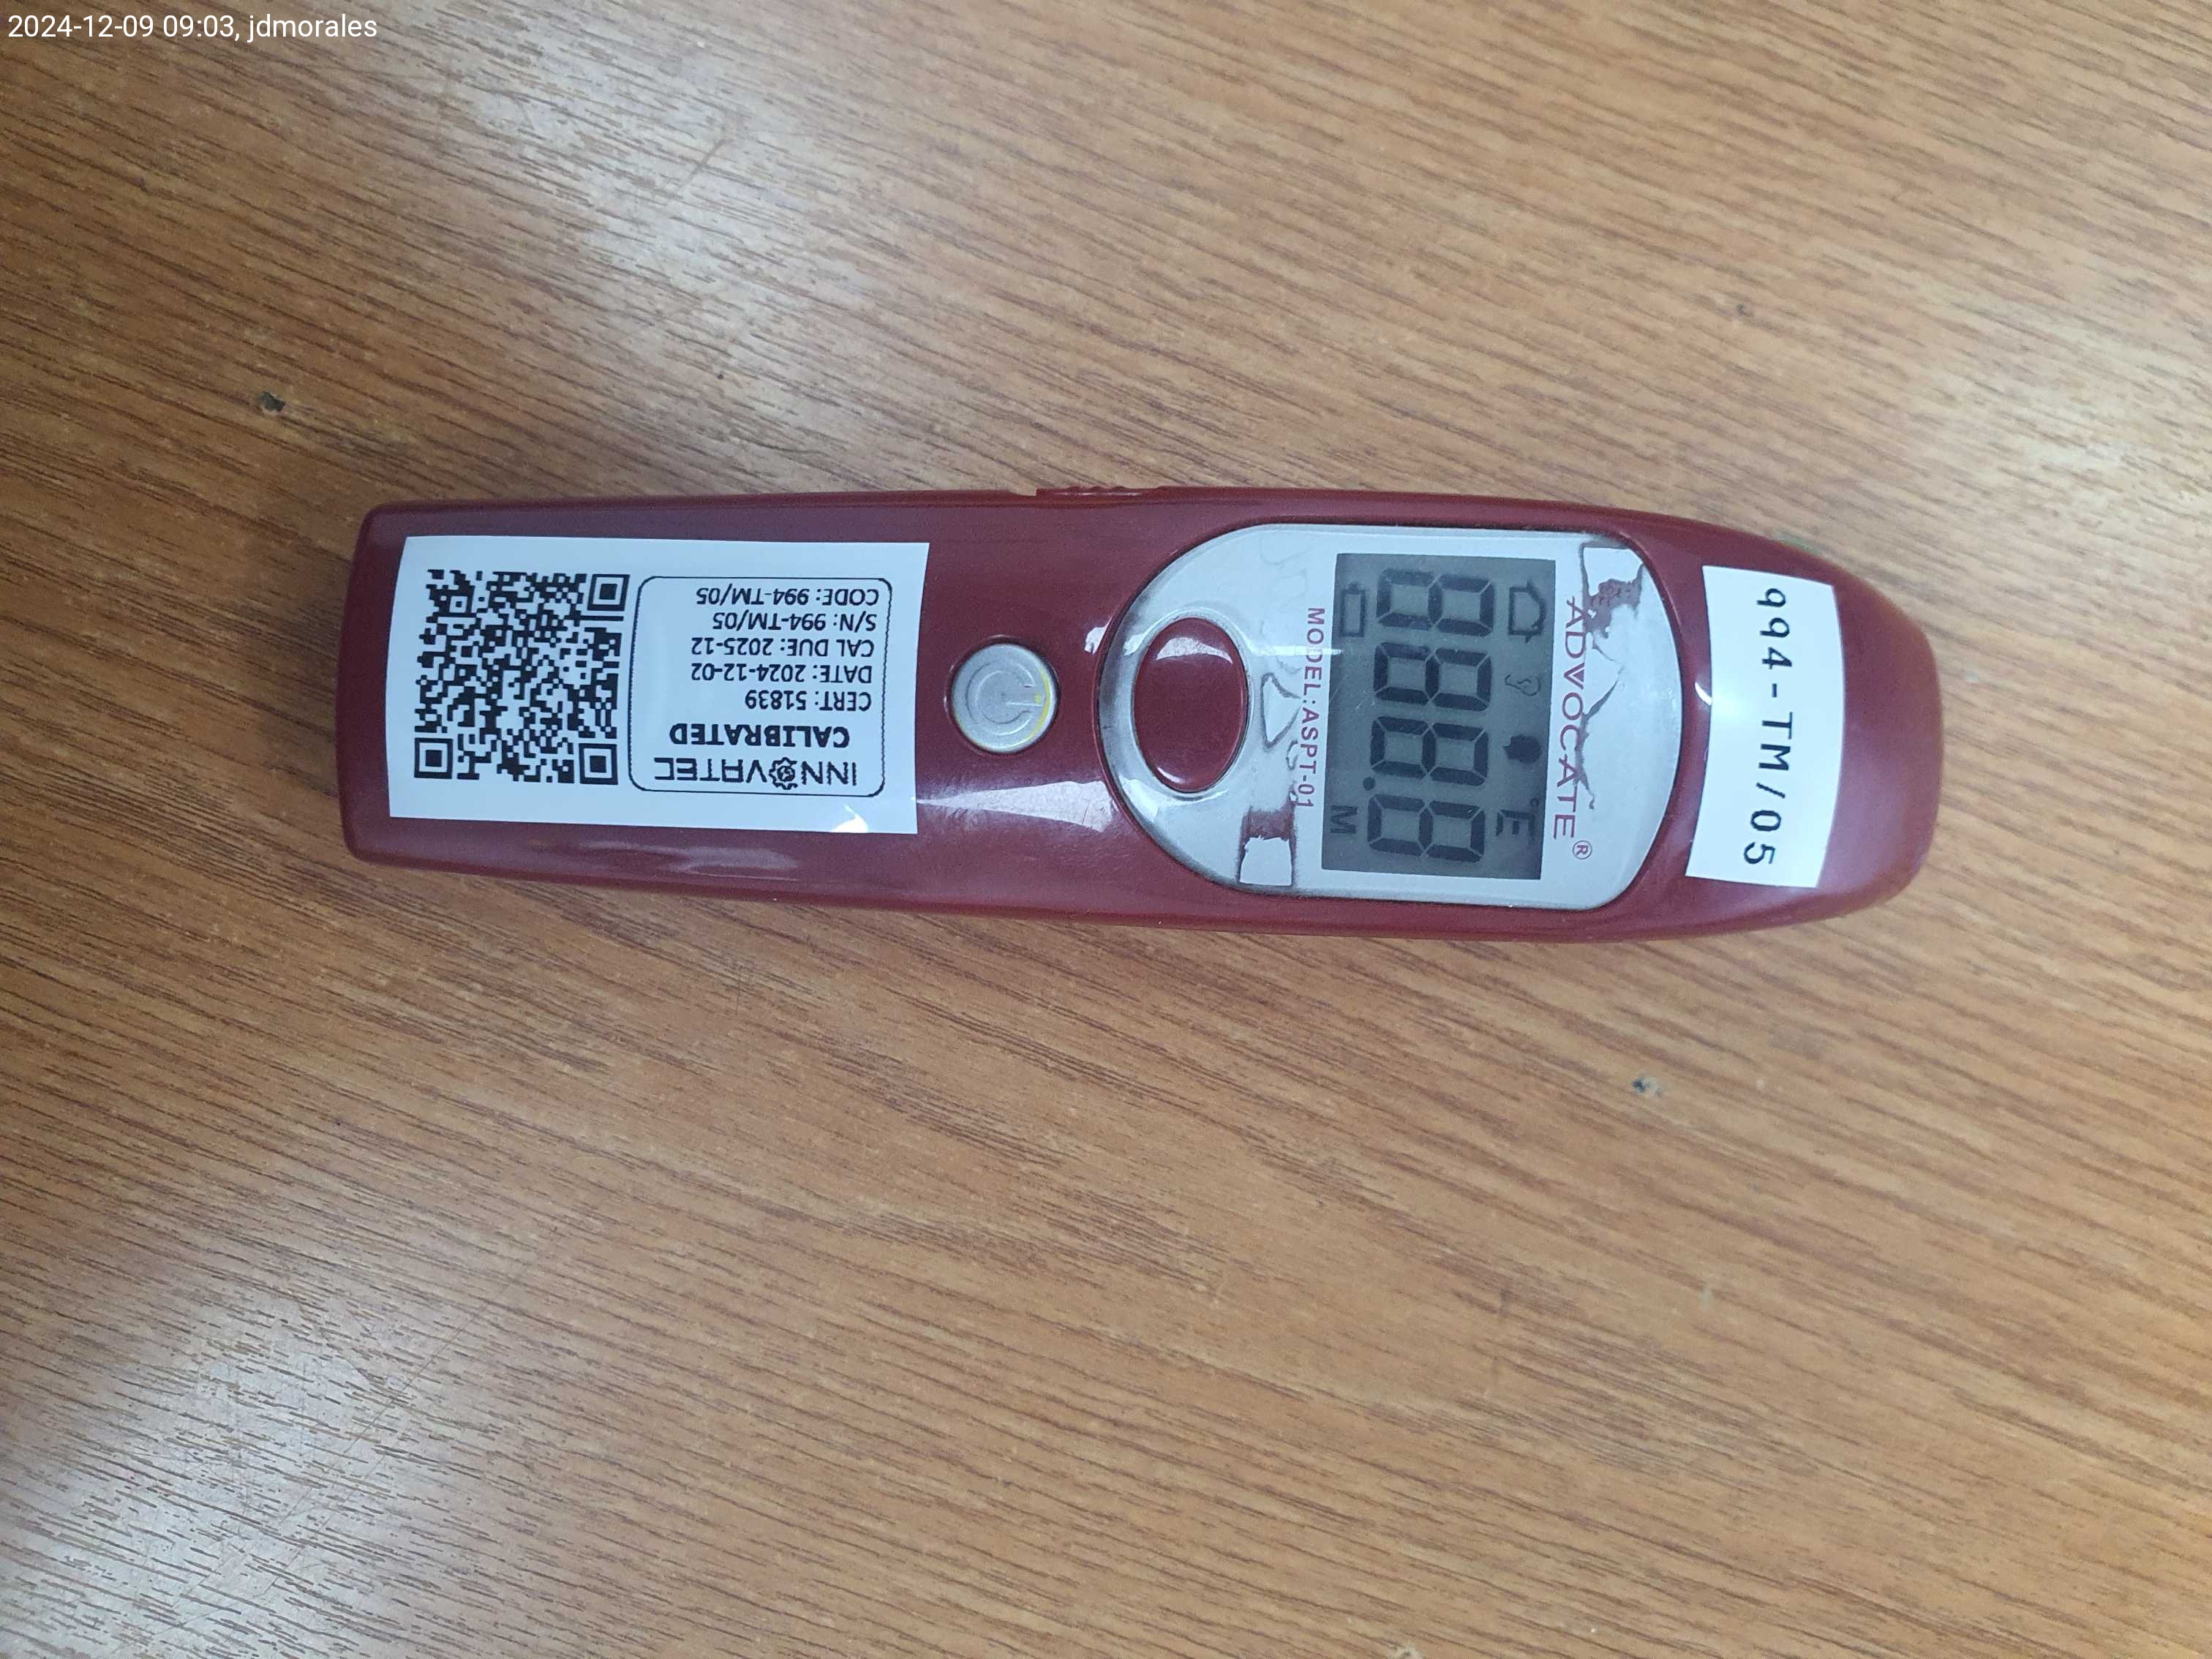 2024-12-09 09:03, jdmorales
INNOVATEC
CALIBRATED
CERT: 51839
DATE: 2024-12-02
CAL DUE: 2025-12
S/N: 994-TM/05
CODE: 994-TM/05
994-TM/05
ADVOCATE®
888.8
M
MODEL:ASPT-01